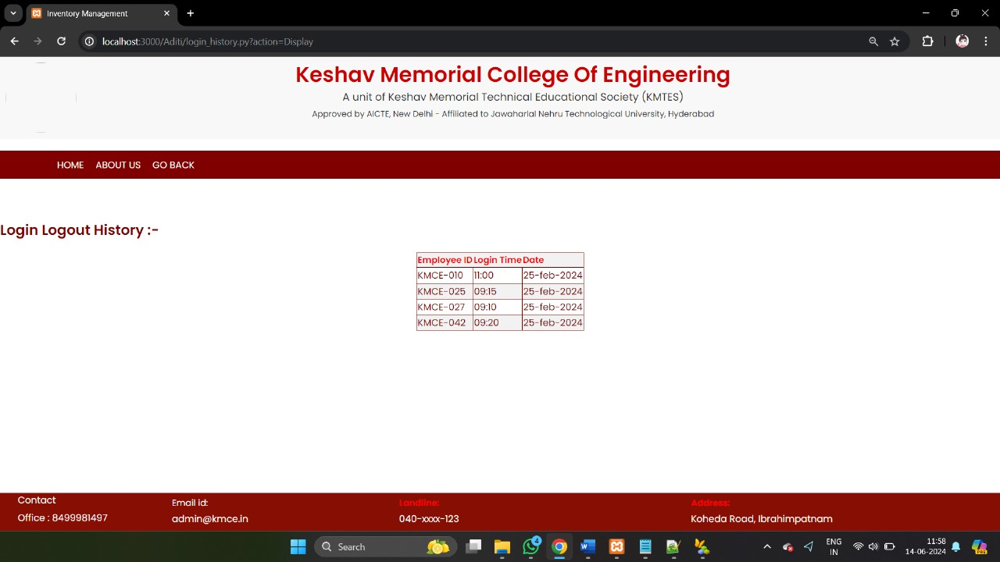 Inventory Management
localhost:3000/Aditi/login_history.py?action=Display
Keshav Memorial College Of Engineering
A unit of Keshav Memorial Technical Educational Society (KMTES)
Approved by AICTE, New Delhi - Affiliated to Jawaharlal Nehru Technological University, Hyderabad
HOME ABOUT US GO BACK
Login Logout History :-
Employee ID Login Time Date
KMCE-010 11:00 25-feb-2024
KMCE-025 09:15 25-feb-2024
KMCE-027 09:10 25-feb-2024
KMCE-042 09:20 25-feb-2024
Contact
Office : 8499981497
Email id:
admin@kmce.in
Landline:
040-xxxx-123
Address:
Koheda Road, Ibrahimpatnam
Search
4
ENG
IN
11:58
14-06-2024
PRE